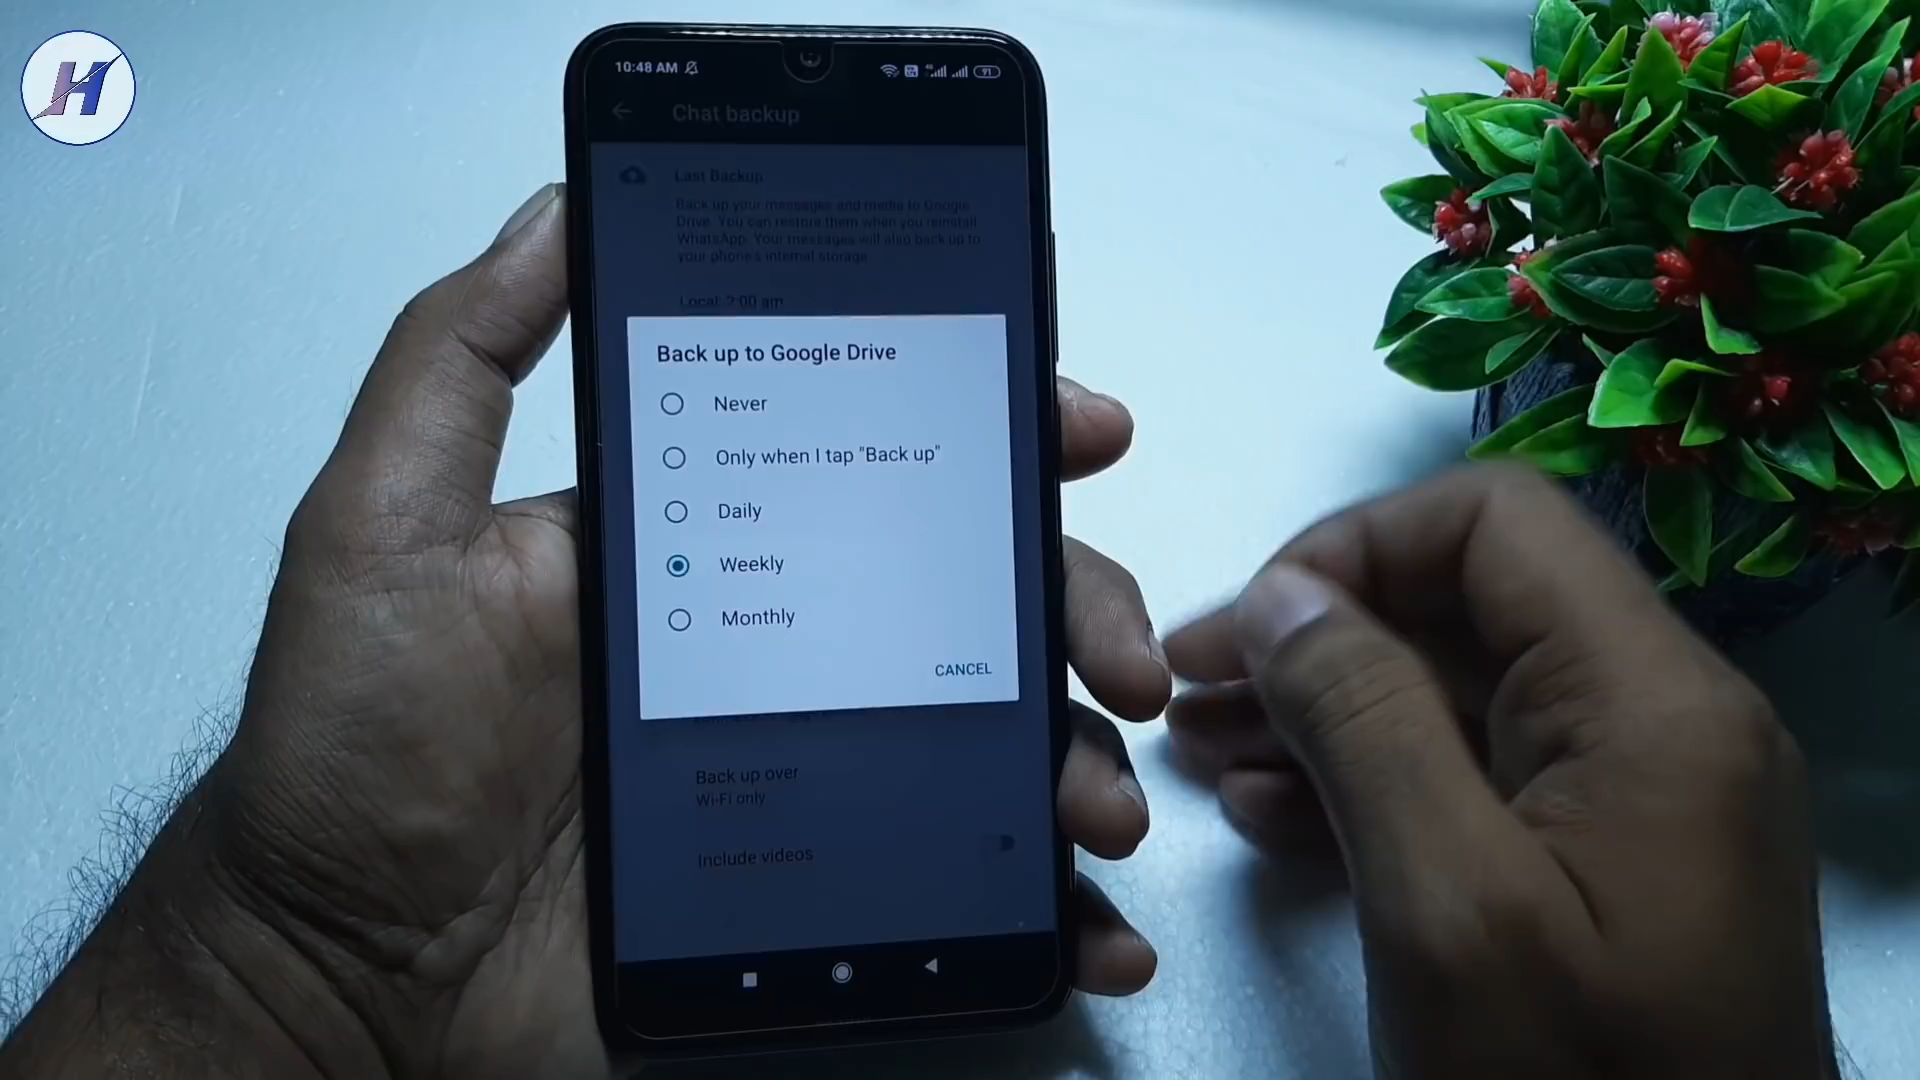 H
10:48 AM
91
Chat backup
Last Backup
Back up your messages and media to Google
Drive. You can restore them when you reinstall
WhatsApp. Your messages will also back up to
your phone's internal storage.
Local: 2:00 am
Back up to Google Drive
Never
Only when I tap "Back up"
Daily
Weekly
Monthly
CANCEL
Back up over
Wi-Fi only
Include videos